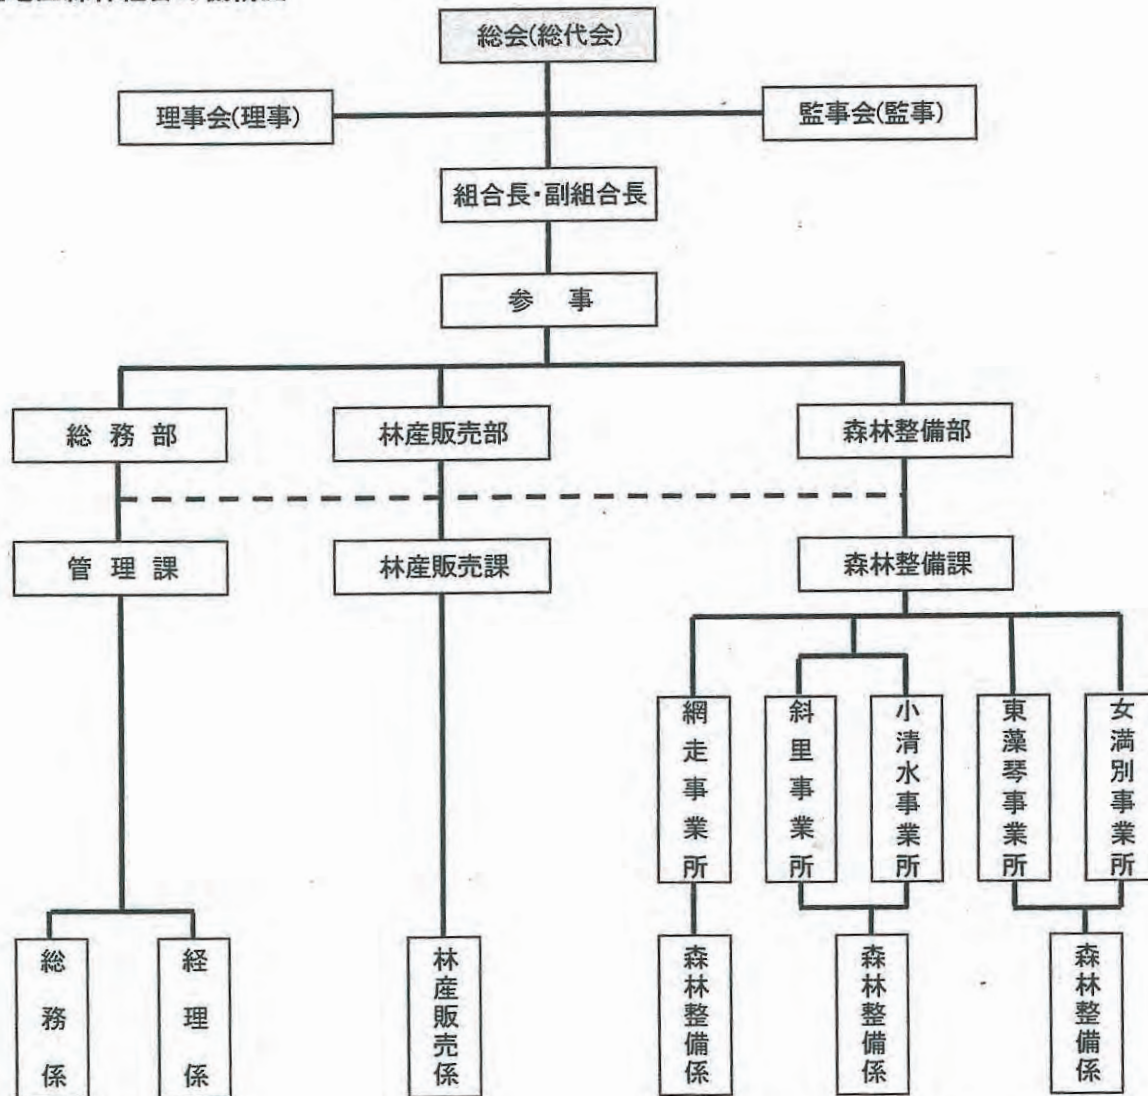 総会(総代会)
理事会(理事)
監事会(監事)
組合長・副組合長
参　事
総 務 部
林産販売部
森林整備部
管 理 課
林産販売課
森林整備課
網走事業所
斜里事業所
小清水事業所
東藻琴事業所
女満別事業所
総務係
経理係
林産販売係
森林整備係
森林整備係
森林整備係